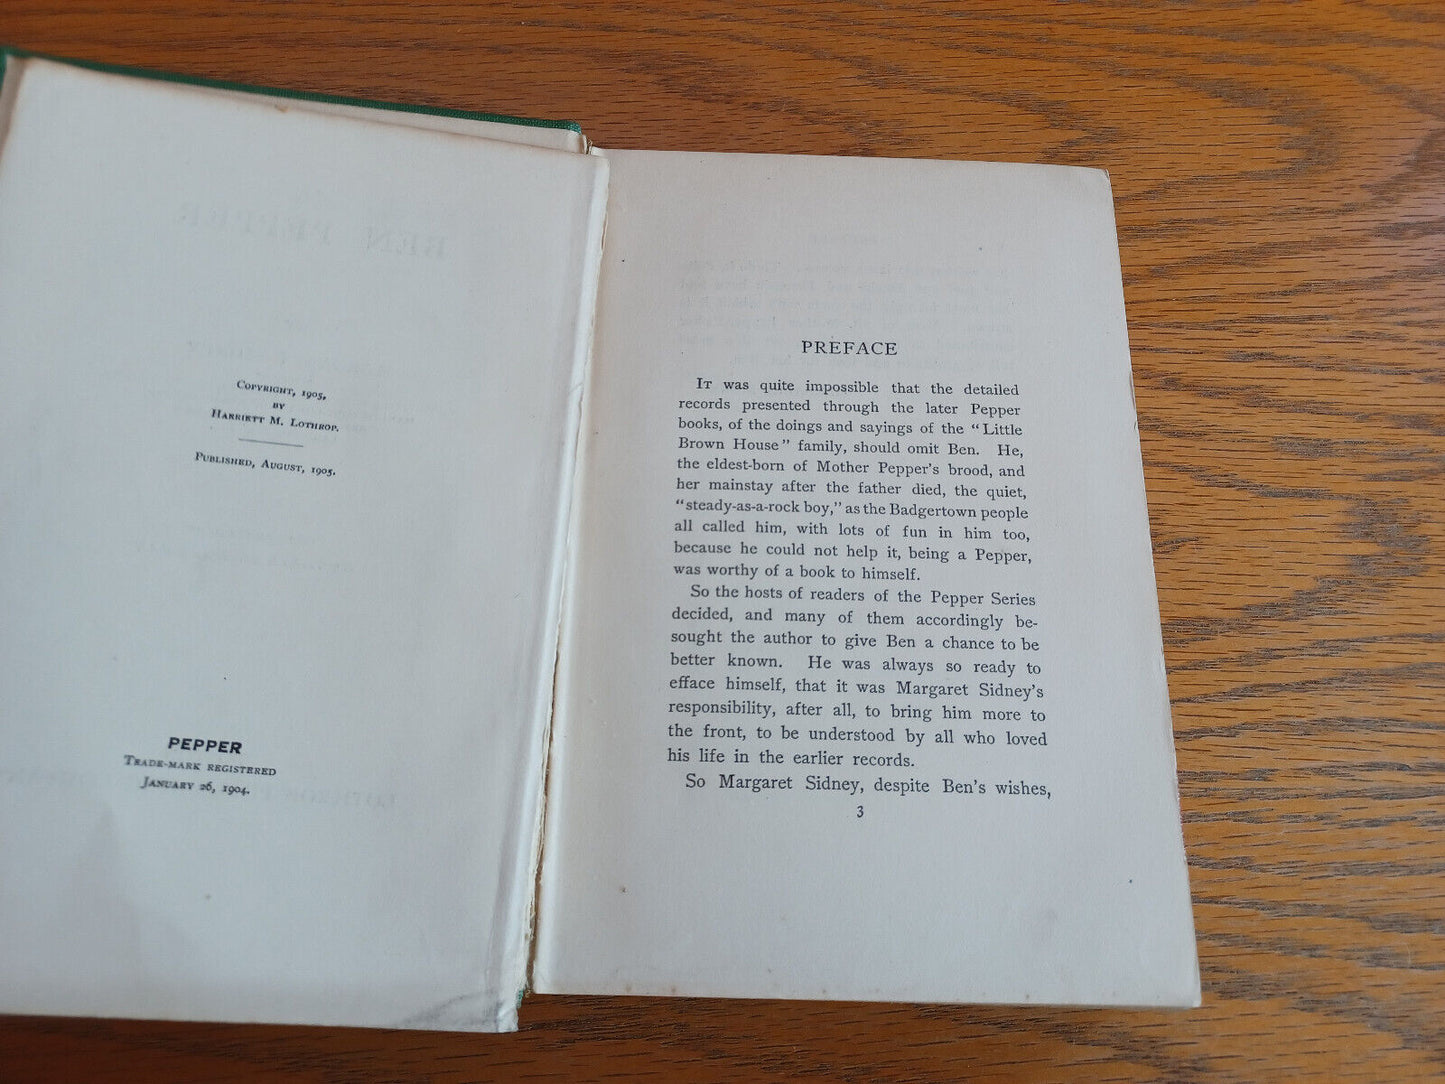 Copyright, 1905,
by
Harriett M. Lothrop.
Published, August, 1905.
PEPPER
Trade-mark registered
January 26, 1904.
PREFACE
It was quite impossible that the detailed
records presented through the later Pepper
books, of the doings and sayings of the “Little
Brown House” family, should omit Ben. He,
the eldest-born of Mother Pepper’s brood, and
her mainstay after the father died, the quiet,
“steady-as-a-rock boy,” as the Badgertown people
all called him, with lots of fun in him too,
because he could not help it, being a Pepper,
was worthy of a book to himself.
So the hosts of readers of the Pepper Series
decided, and many of them accordingly be-
sought the author to give Ben a chance to be
better known. He was always so ready to
efface himself, that it was Margaret Sidney’s
responsibility, after all, to bring him more to
the front, to be understood by all who loved
his life in the earlier records.
So Margaret Sidney, despite Ben’s wishes,
3